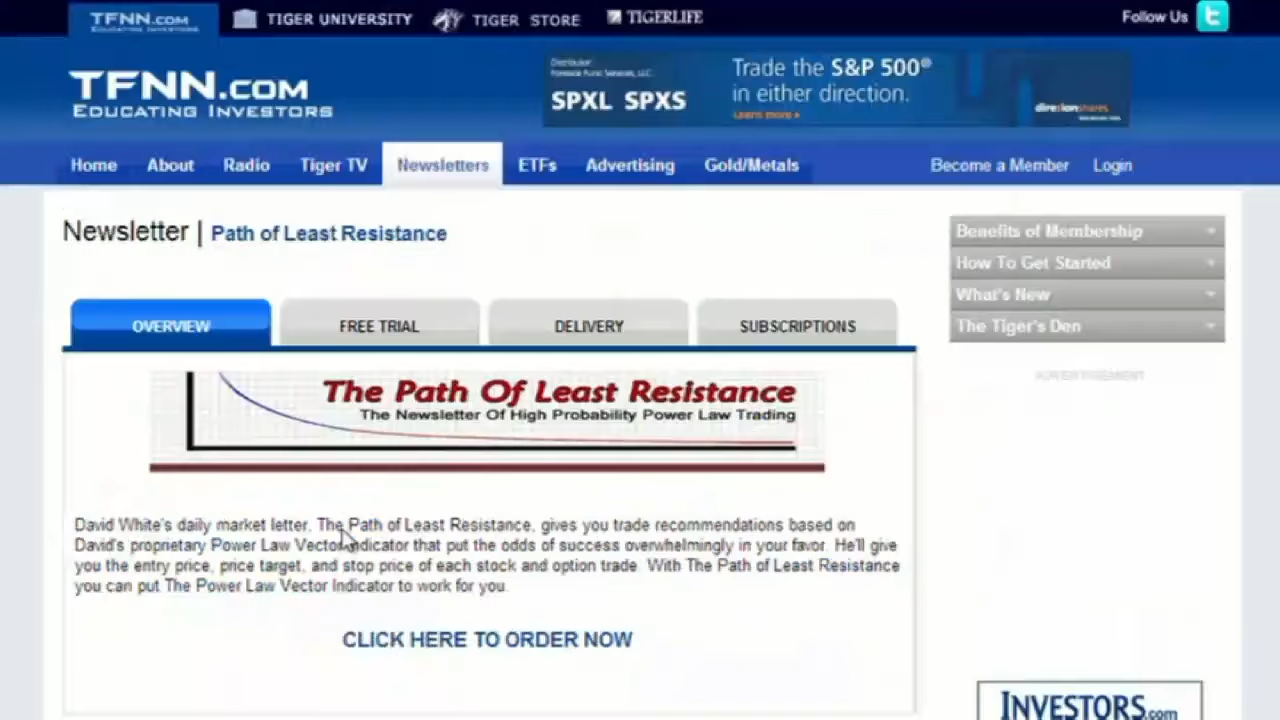 TFNN.COM
EDUCATING INVESTORS
TIGER UNIVERSITY
TIGER STORE
TIGERLIFE
Follow Us
TFNN.COM
EDUCATING INVESTORS
Distributor:
SPXL SPXS
Trade the S&P 500®
in either direction.
Learn more
direxionshares
Home About Radio Tiger TV Newsletters ETFs Advertising Gold/Metals Become a Member Login
Newsletter | Path of Least Resistance
Benefits of Membership
How To Get Started
What's New
The Tiger's Den
ADVERTISEMENT
OVERVIEW FREE TRIAL DELIVERY SUBSCRIPTIONS
The Path Of Least Resistance
The Newsletter Of High Probability Power Law Trading
David White's daily market letter, The Path of Least Resistance, gives you trade recommendations based on
David's proprietary Power Law Vector Indicator that put the odds of success overwhelmingly in your favor. He'll give
you the entry price, price target, and stop price of each stock and option trade. With The Path of Least Resistance
you can put The Power Law Vector Indicator to work for you.
CLICK HERE TO ORDER NOW
INVESTORS.com